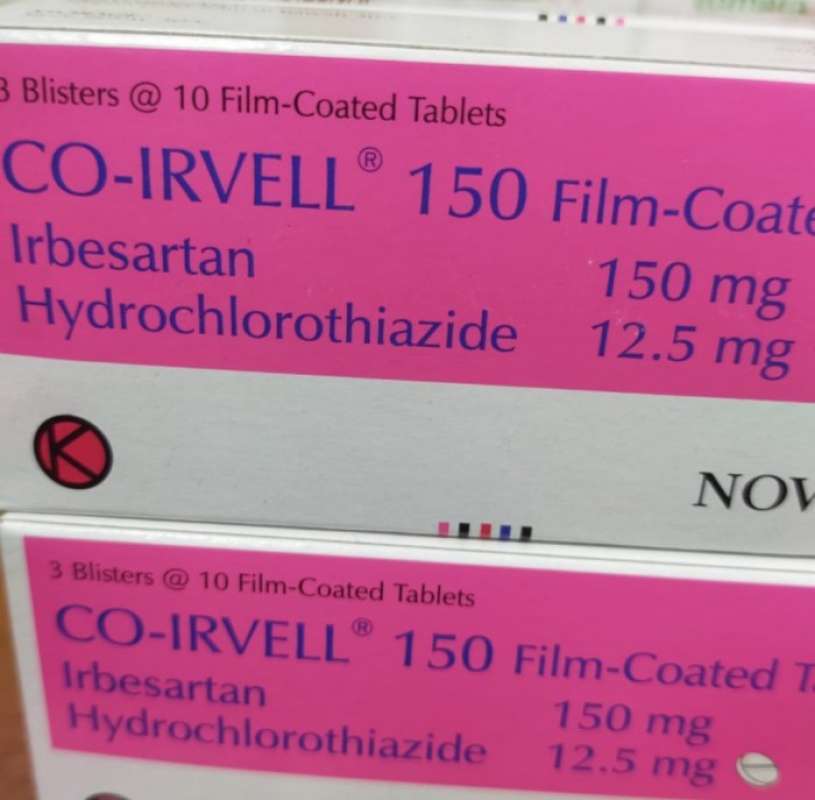 3 Blisters @ 10 Film-Coated Tablets
CO-IRVELL® 150 Film-Coate
Irbesartan 150 mg
Hydrochlorothiazide 12.5 mg
K
NOV
3 Blisters @ 10 Film-Coated Tablets
CO-IRVELL® 150 Film-Coated T
Irbesartan 150 mg
Hydrochlorothiazide 12.5 mg